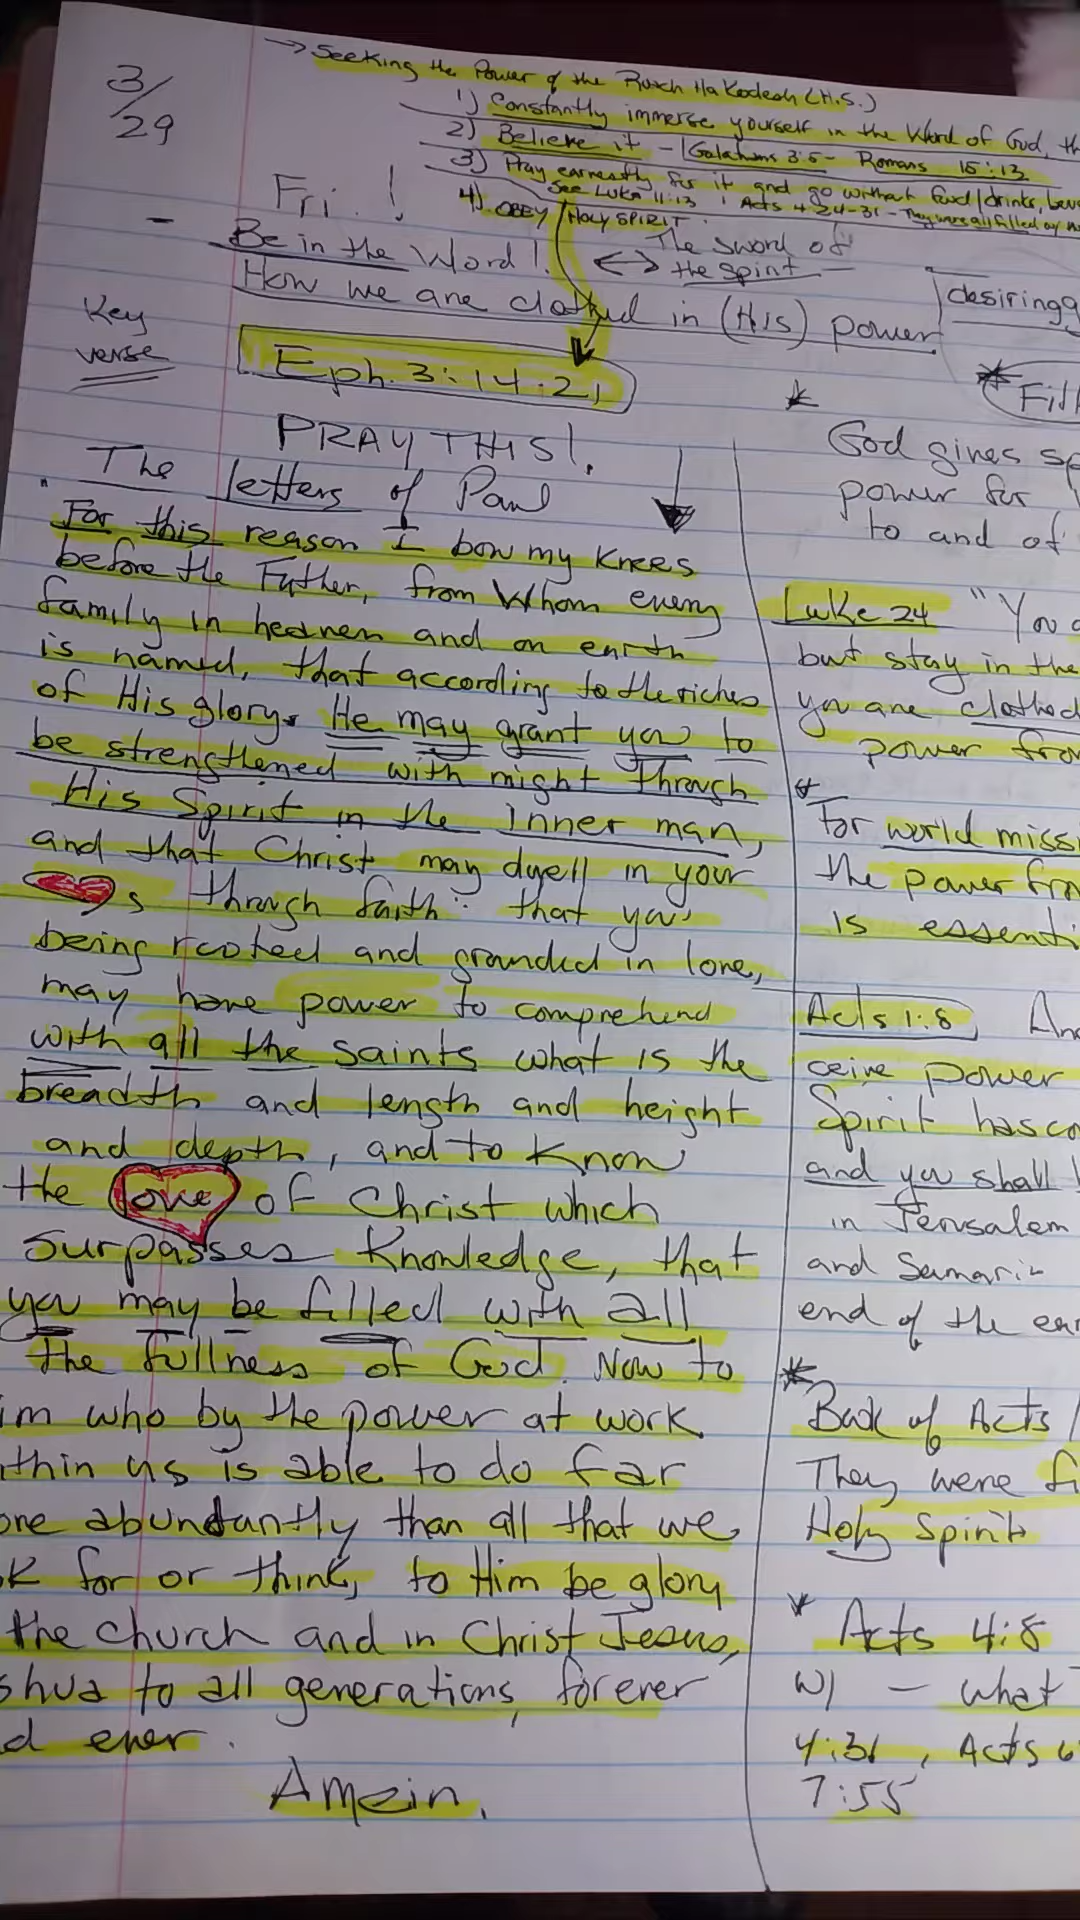 → Seeking the Power of the Ruach HaKodesh (H.S.)
3/29
1) Constantly immerse yourself in the Word of God, th
2) Believe it - Galatians 3:5 - Romans 15:13
3) Pray earnestly for it and go without food/drinks,
See Luke 11:13 Acts 4:24-31 - They were all filled
4) OBEY HOLY SPIRIT.
Fri. !
- Be in the Word! ↔ The sword of the spirit -
How we are clothed in (His) power
Key verse
Eph. 3:14-21
PRAY THIS!
The letters of Paul
"For this reason I bow my knees
before the Father, from Whom every
family in heaven and on earth
is named, that according to the riches
of His glory. He may grant you to
be strengthened with might through
His Spirit in the inner man,
and that Christ may dwell in your
s through faith: that you,
being rooted and grounded in love,
may have power to comprehend
with all the saints what is the
breadth and length and height
and depth, and to know
the love of Christ which
surpasses knowledge, that
you may be filled with all
the fullness of God. Now to
im who by the power at work
ithin us is able to do far
ore abundantly than all that we
k for or think, to Him be glory
the church and in Christ Jesus,
shua to all generations, forever
d ever.
Amein.
desiring
Fill
God gives sp
power for
to and of
Luke 24 "You
but stay in the
you are clothed
power from
For world missi
the power fro
is essenti
Acts 1:8 An
ceive power
Spirit has co
and you shall
in Jerusalem
and Samari
end of the ear
Book of Acts
They were fi
Holy Spirit
Acts 4:8
w/ - what
4:31, Acts 6
7:55